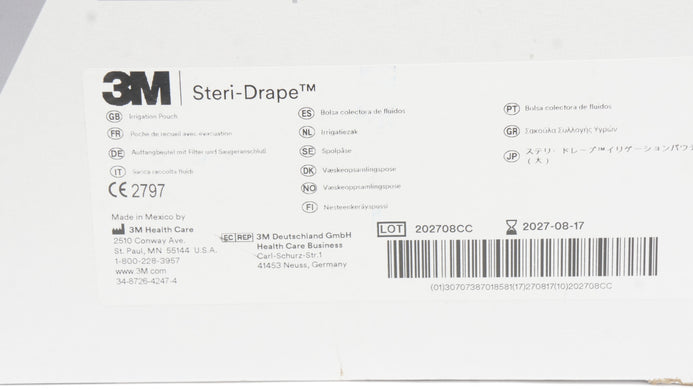 3M Steri-Drape™
GB Irrigation Pouch
FR Poche de recueil avec évacuation
DE Auffangbeutel mit Filter und Saugeranschluß
IT Sacca raccolta fluidi
CE 2797
ES Bolsa colectora de fluidos
NL Irrigatiezak
SE Spolpåse
DK Væskeopsamlingspose
NO Væskeoppsamlingspose
FI Nesteenkeräyspussi
PT Bolsa colectora de fluidos
GR Σακούλα Συλλογής Υγρών
JP ステリ・ドレープ™イリゲーションパウチ
(大)
Made in Mexico by
3M Health Care
2510 Conway Ave.
St. Paul, MN 55144 U.S.A.
1-800-228-3957
www.3M.com
34-8726-4247-4
EC REP 3M Deutschland GmbH
Health Care Business
Carl-Schurz-Str.1
41453 Neuss, Germany
LOT 202708CC 2027-08-17
(01)30707387018581(17)270817(10)202708CC